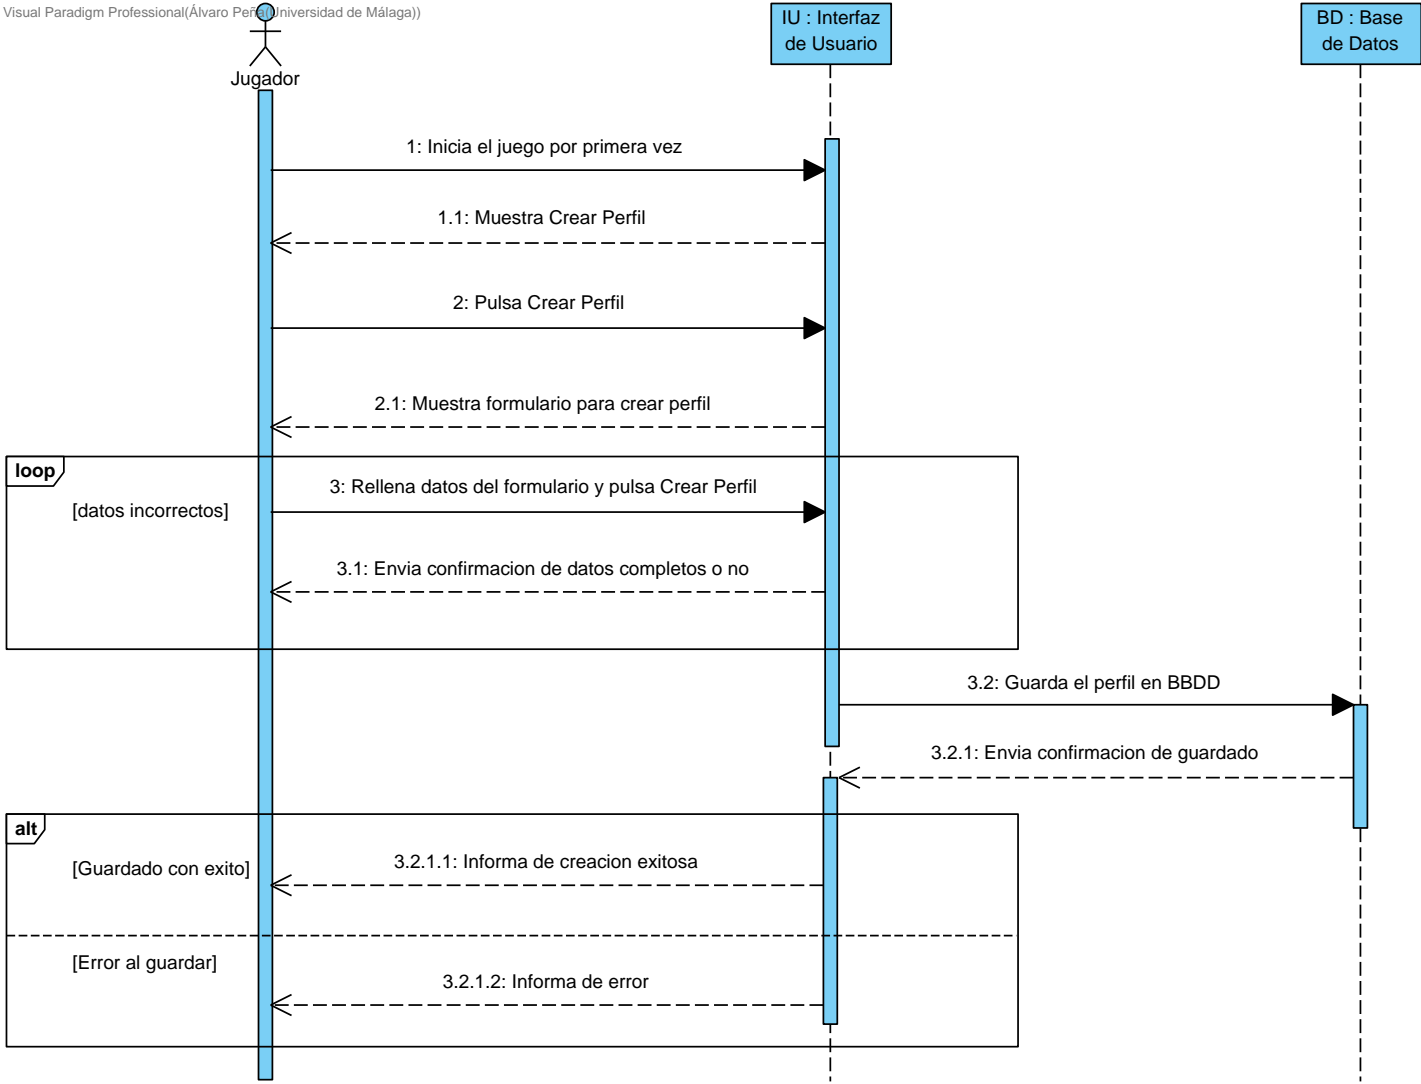 Visual Paradigm Professional(Álvaro Peña(Universidad de Málaga))
Jugador
IU : Interfaz
de Usuario
BD : Base
de Datos
1: Inicia el juego por primera vez
1.1: Muestra Crear Perfil
2: Pulsa Crear Perfil
2.1: Muestra formulario para crear perfil
loop
[datos incorrectos]
3: Rellena datos del formulario y pulsa Crear Perfil
3.1: Envia confirmacion de datos completos o no
3.2: Guarda el perfil en BBDD
3.2.1: Envia confirmacion de guardado
alt
[Guardado con exito]
3.2.1.1: Informa de creacion exitosa
[Error al guardar]
3.2.1.2: Informa de error